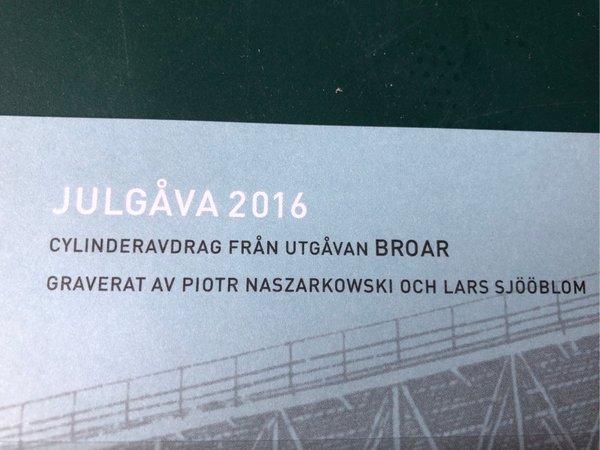 JULGÅVA 2016
CYLINDERAVDRAG FRÅN UTGÅVAN BROAR
GRAVERAT AV PIOTR NASZARKOWSKI OCH LARS SJÖÖBLOM